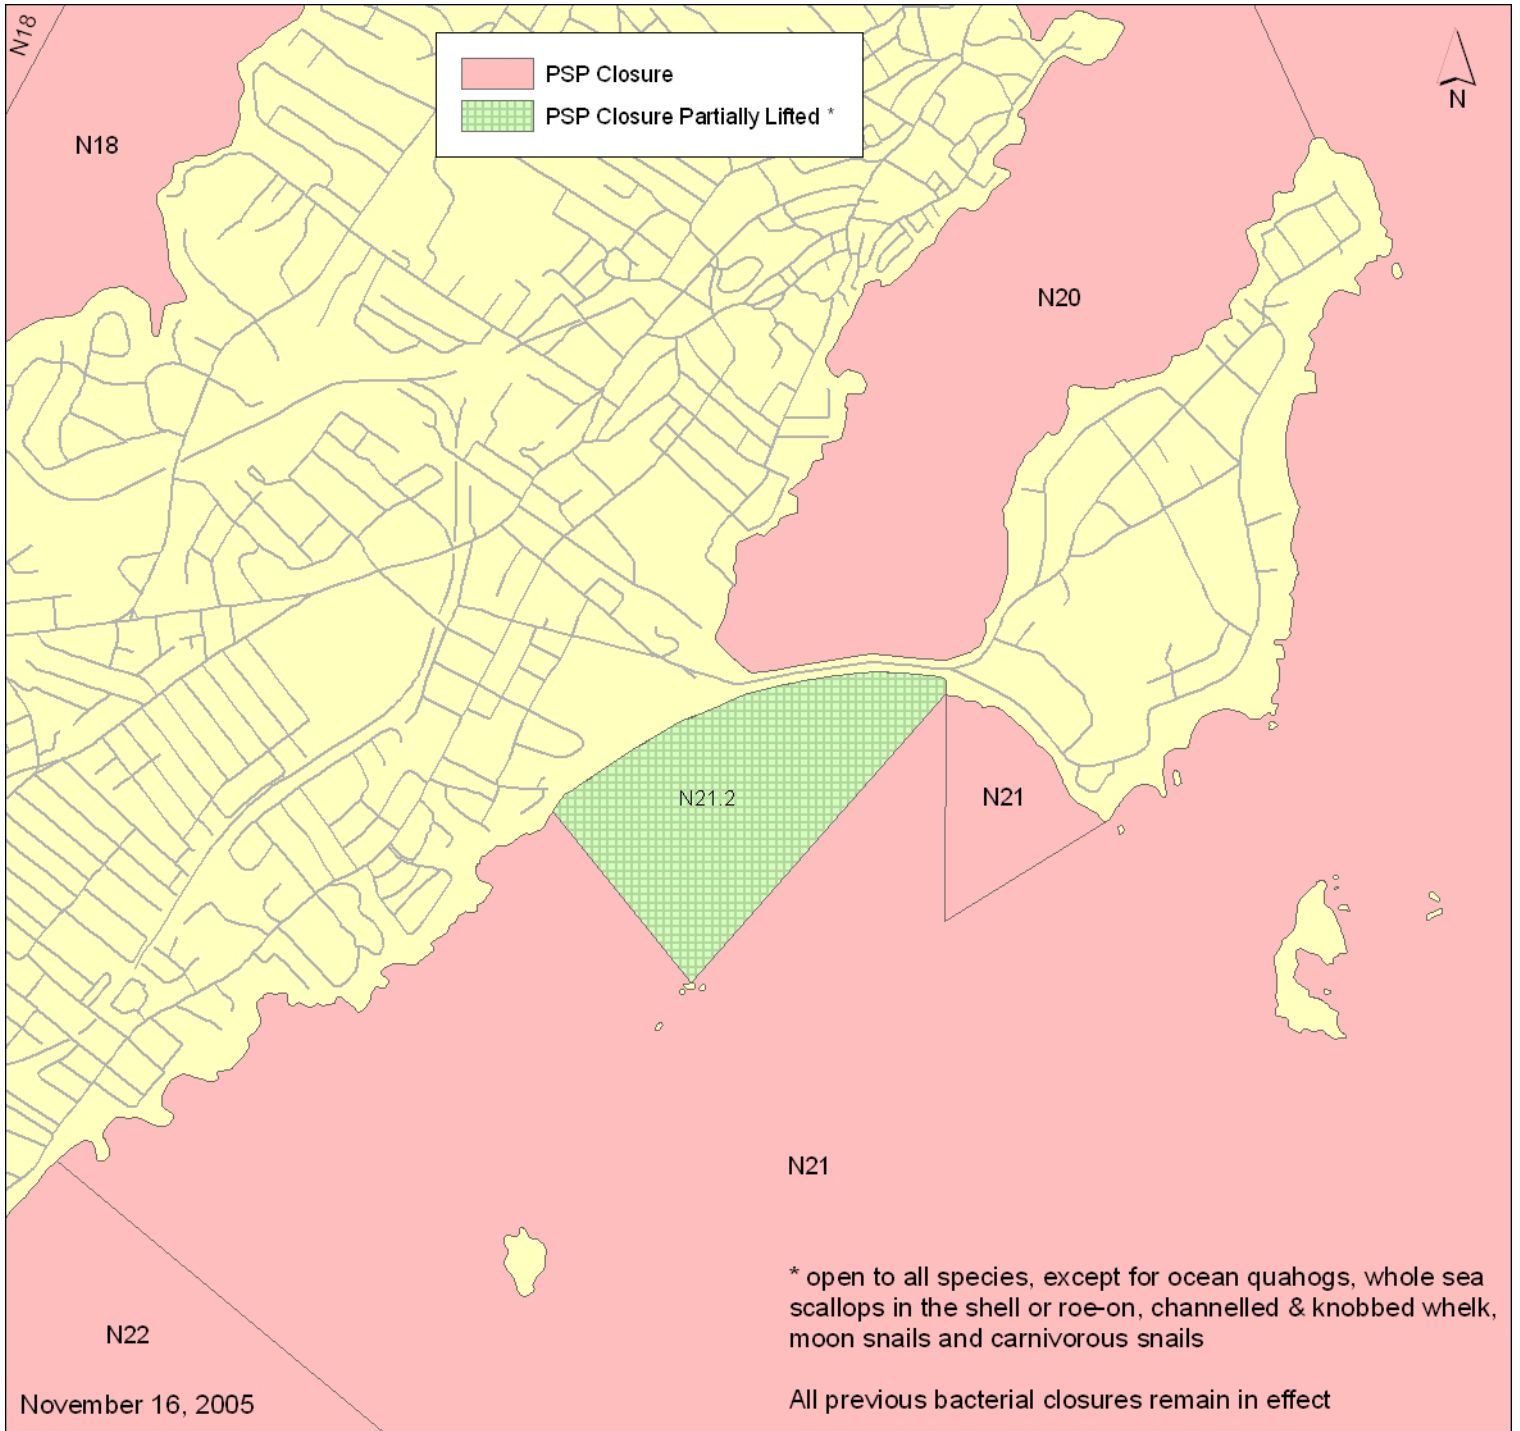 N18
PSP Closure
PSP Closure Partially Lifted *
N
N18
N20
N21.2
N21
N21
* open to all species, except for ocean quahogs, whole sea
scallops in the shell or roe-on, channelled & knobbed whelk,
moon snails and carnivorous snails
N22
All previous bacterial closures remain in effect
November 16, 2005